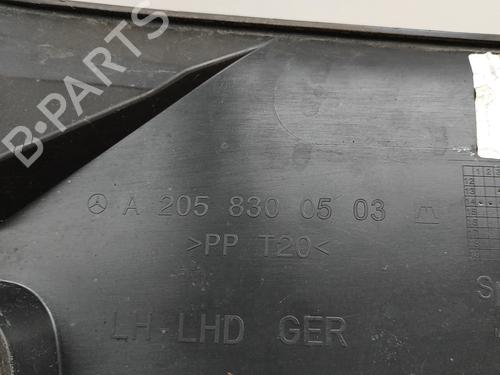 B-PARTS
A 205 830 05 03
>PP T20<
LH LHD GER